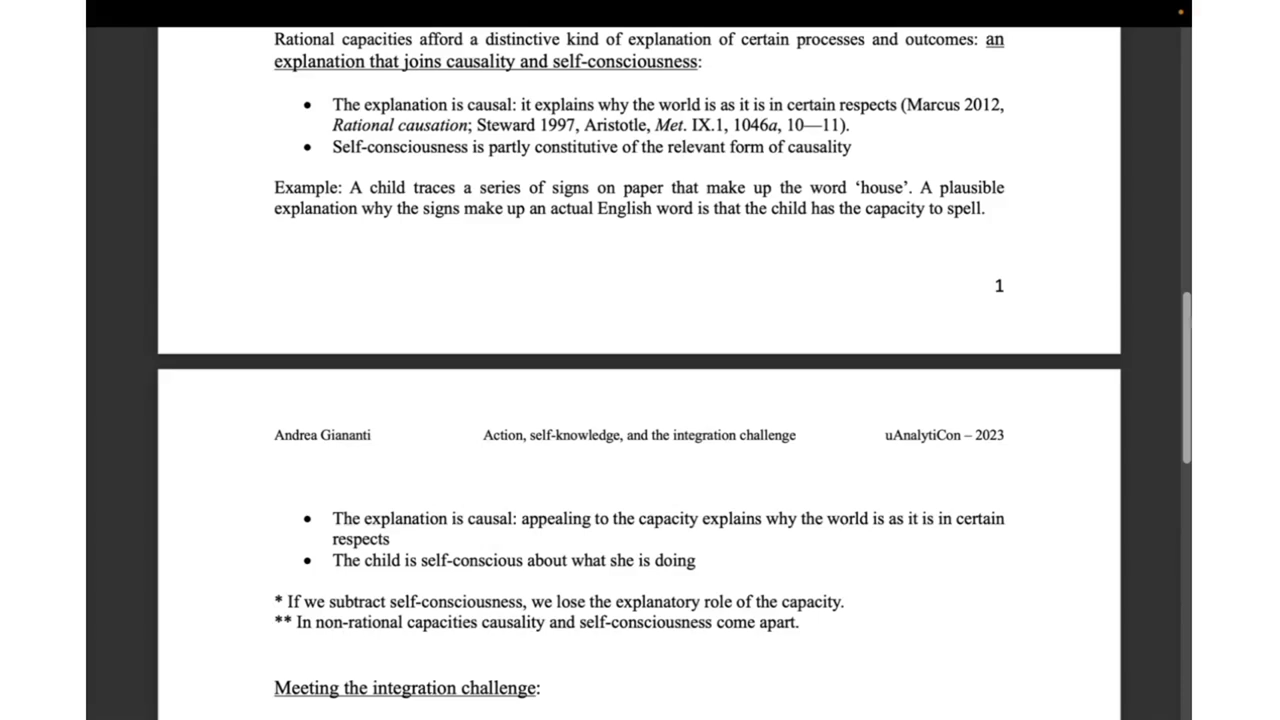 Rational capacities afford a distinctive kind of explanation of certain processes and outcomes: an
explanation that joins causality and self-consciousness:
• The explanation is causal: it explains why the world is as it is in certain respects (Marcus 2012,
Rational causation; Steward 1997, Aristotle, Met. IX.1, 1046a, 10—11).
• Self-consciousness is partly constitutive of the relevant form of causality
Example: A child traces a series of signs on paper that make up the word ‘house’. A plausible
explanation why the signs make up an actual English word is that the child has the capacity to spell.
1
Andrea Giananti Action, self-knowledge, and the integration challenge uAnalytiCon – 2023
• The explanation is causal: appealing to the capacity explains why the world is as it is in certain
respects
• The child is self-conscious about what she is doing
* If we subtract self-consciousness, we lose the explanatory role of the capacity.
** In non-rational capacities causality and self-consciousness come apart.
Meeting the integration challenge: